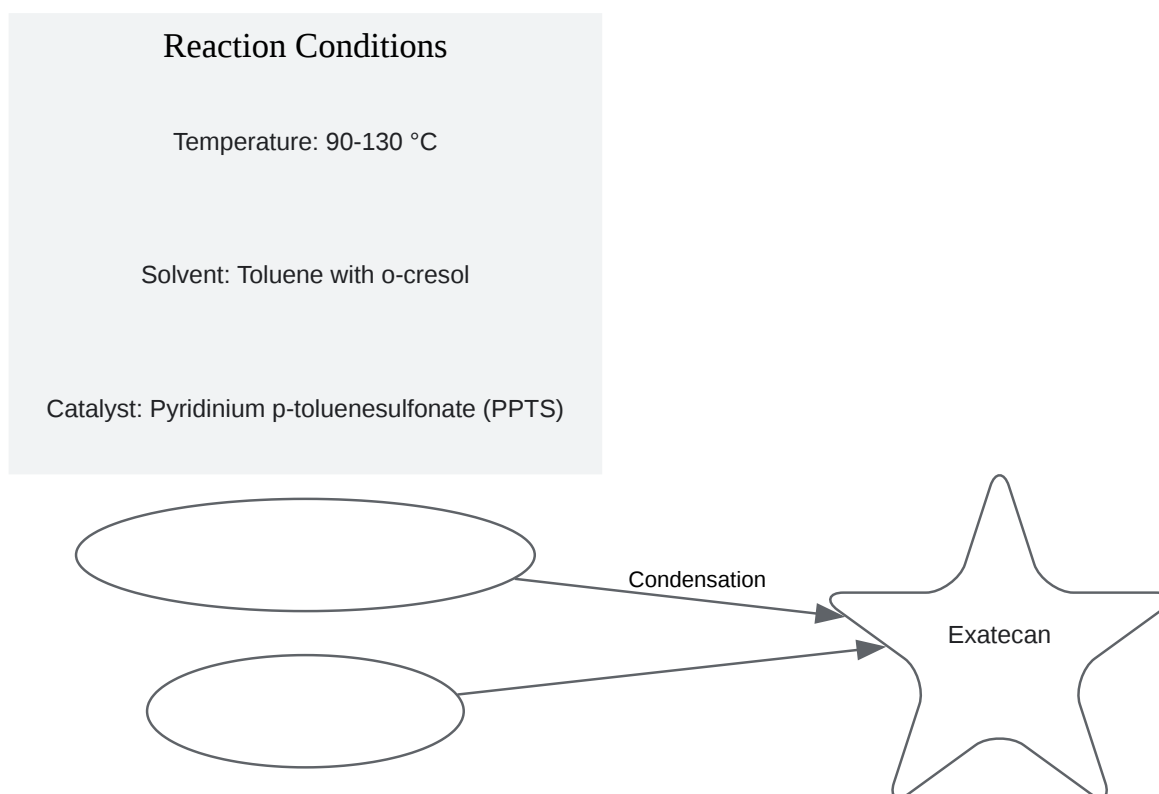 Reaction Conditions
Temperature: 90-130 °C
Solvent: Toluene with o-cresol
Catalyst: Pyridinium p-toluenesulfonate (PPTS)
Condensation
Exatecan